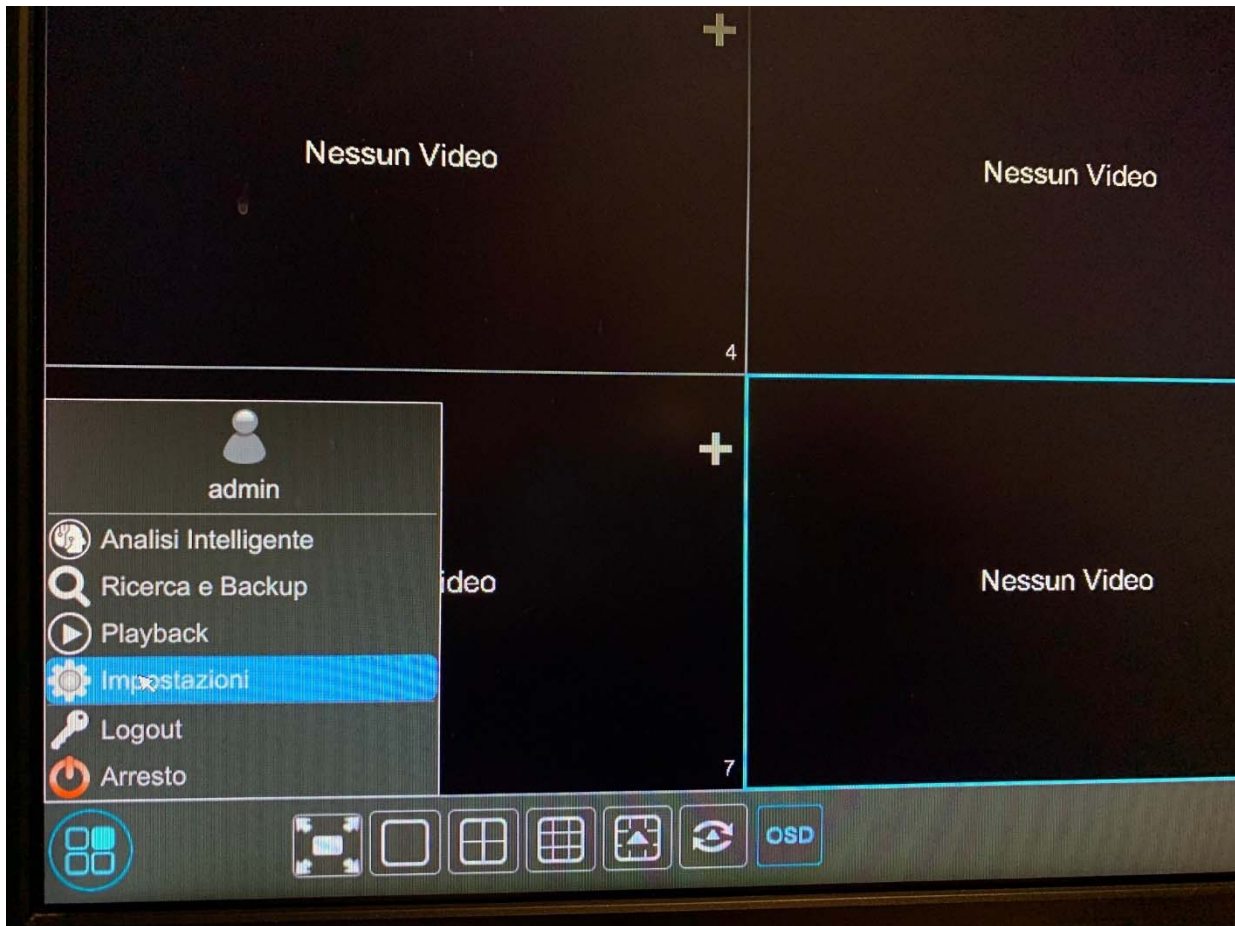 Nessun Video
Nessun Video
4
admin
Analisi Intelligente
Ricerca e Backup
ideo
Nessun Video
Playback
Impostazioni
Logout
7
Arresto
OSD